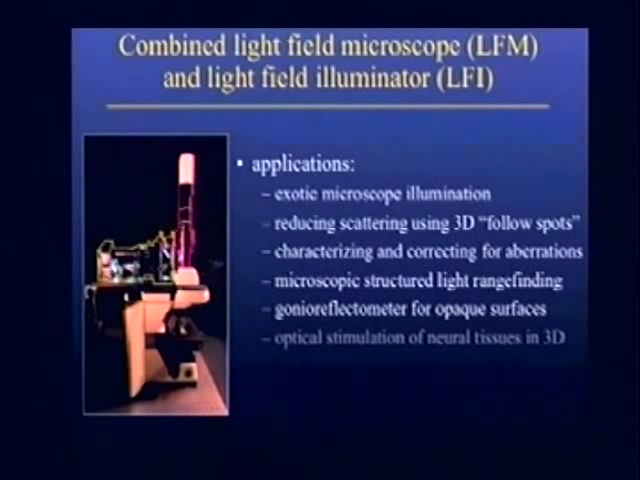 Combined light field microscope (LFM)
and light field illuminator (LFI)
• applications:
– exotic microscope illumination
– reducing scattering using 3D “follow spots”
– characterizing and correcting for aberrations
– microscopic structured light rangefinding
– gonioreflectometer for opaque surfaces
– optical stimulation of neural tissues in 3D